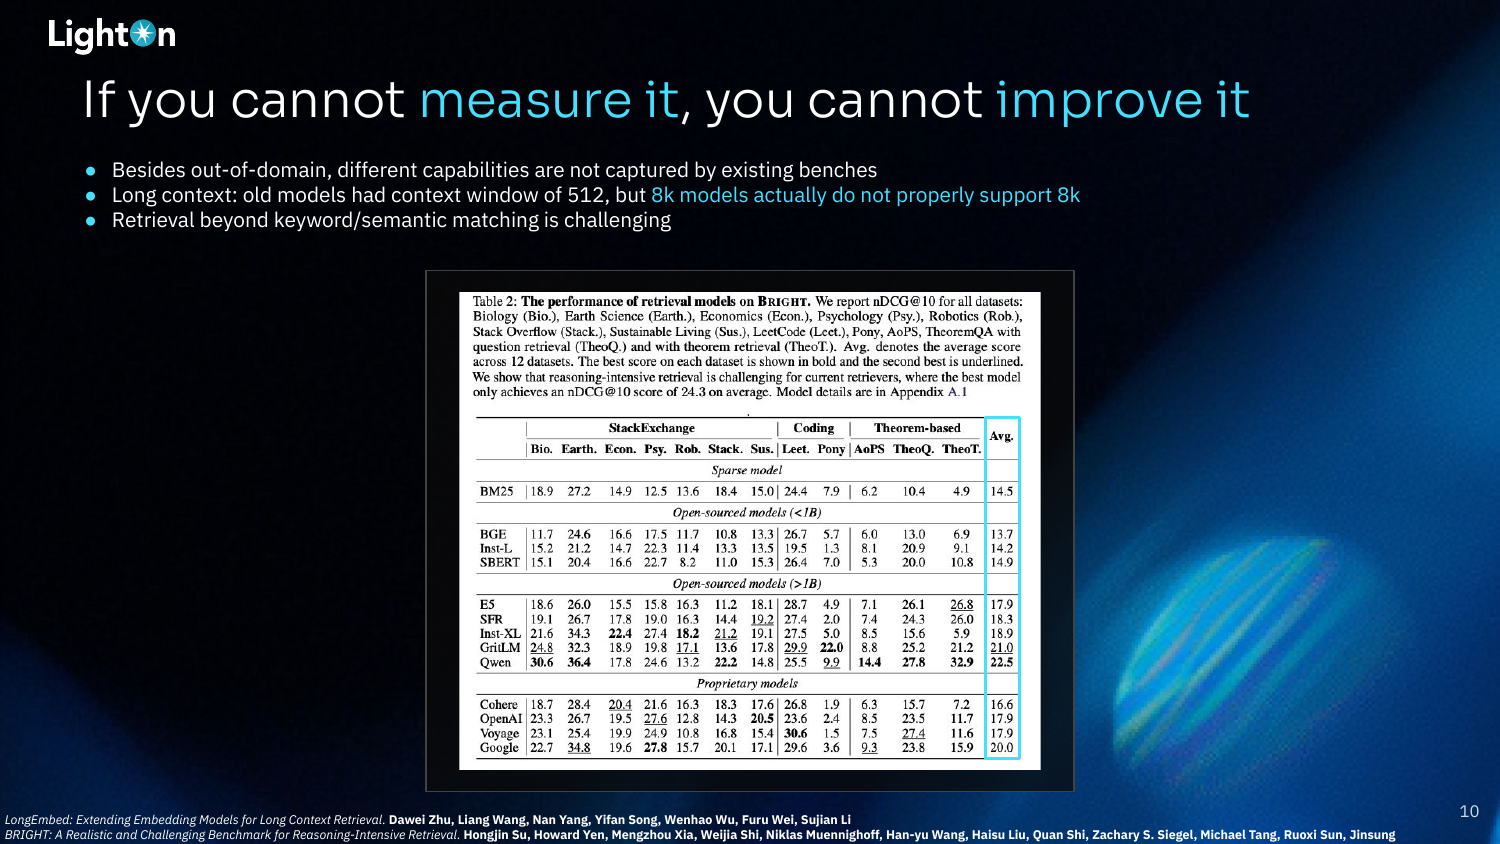 LightOn
If you cannot measure it, you cannot improve it
● Besides out-of-domain, different capabilities are not captured by existing benches
● Long context: old models had context window of 512, but 8k models actually do not properly support 8k
● Retrieval beyond keyword/semantic matching is challenging
Table 2: The performance of retrieval models on BRIGHT. We report nDCG@10 for all datasets:
Biology (Bio.), Earth Science (Earth.), Economics (Econ.), Psychology (Psy.), Robotics (Rob.),
Stack Overflow (Stack.), Sustainable Living (Sus.), LeetCode (Leet.), Pony, AoPS, TheoremQA with
question retrieval (TheoQ.) and with theorem retrieval (TheoT.). Avg. denotes the average score
across 12 datasets. The best score on each dataset is shown in bold and the second best is underlined.
We show that reasoning-intensive retrieval is challenging for current retrievers, where the best model
only achieves an nDCG@10 score of 24.3 on average. Model details are in Appendix A.1
StackExchange Coding Theorem-based Avg.
Bio. Earth. Econ. Psy. Rob. Stack. Sus. Leet. Pony AoPS TheoQ. TheoT.
Sparse model
BM25 18.9 27.2 14.9 12.5 13.6 18.4 15.0 24.4 7.9 6.2 10.4 4.9 14.5
Open-sourced models (<1B)
BGE 11.7 24.6 16.6 17.5 11.7 10.8 13.3 26.7 5.7 6.0 13.0 6.9 13.7
Inst-L 15.2 21.2 14.7 22.3 11.4 13.3 13.5 19.5 1.3 8.1 20.9 9.1 14.2
SBERT 15.1 20.4 16.6 22.7 8.2 11.0 15.3 26.4 7.0 5.3 20.0 10.8 14.9
Open-sourced models (>1B)
E5 18.6 26.0 15.5 15.8 16.3 11.2 18.1 28.7 4.9 7.1 26.1 26.8 17.9
SFR 19.1 26.7 17.8 19.0 16.3 14.4 19.2 27.4 2.0 7.4 24.3 26.0 18.3
Inst-XL 21.6 34.3 22.4 27.4 18.2 21.2 19.1 27.5 5.0 8.5 15.6 5.9 18.9
GritLM 24.8 32.3 18.9 19.8 17.1 13.6 17.8 29.9 22.0 8.8 25.2 21.2 21.0
Qwen 30.6 36.4 17.8 24.6 13.2 22.2 14.8 25.5 9.9 14.4 27.8 32.9 22.5
Proprietary models
Cohere 18.7 28.4 20.4 21.6 16.3 18.3 17.6 26.8 1.9 6.3 15.7 7.2 16.6
OpenAI 23.3 26.7 19.5 27.6 12.8 14.3 20.5 23.6 2.4 8.5 23.5 11.7 17.9
Voyage 23.1 25.4 19.9 24.9 10.8 16.8 15.4 30.6 1.5 7.5 27.4 11.6 17.9
Google 22.7 34.8 19.6 27.8 15.7 20.1 17.1 29.6 3.6 9.3 23.8 15.9 20.0
10
LongEmbed: Extending Embedding Models for Long Context Retrieval. Dawei Zhu, Liang Wang, Nan Yang, Yifan Song, Wenhao Wu, Furu Wei, Sujian Li
BRIGHT: A Realistic and Challenging Benchmark for Reasoning-Intensive Retrieval. Hongjin Su, Howard Yen, Mengzhou Xia, Weijia Shi, Niklas Muennighoff, Han-yu Wang, Haisu Liu, Quan Shi, Zachary S. Siegel, Michael Tang, Ruoxi Sun, Jinsung